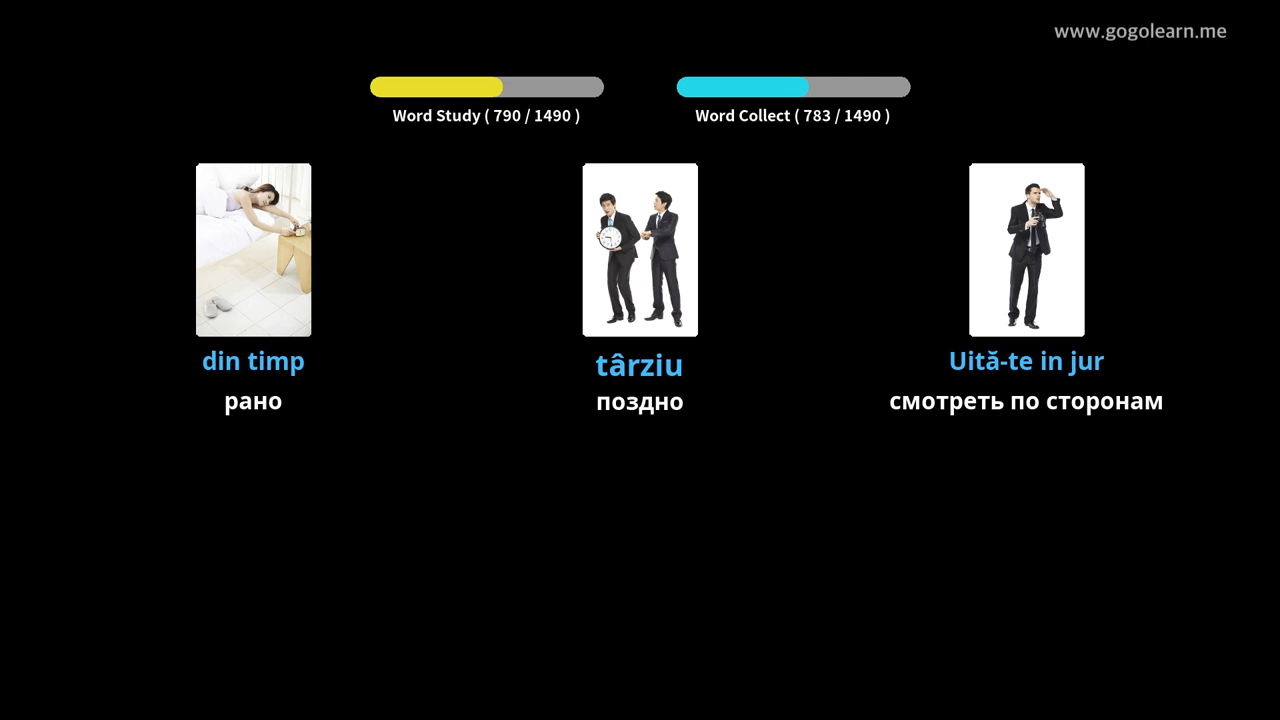 www.gogolearn.me
Word Study ( 790 / 1490 )
Word Collect ( 783 / 1490 )
din timp
târziu
Uită-te in jur
рано
поздно
смотреть по сторонам